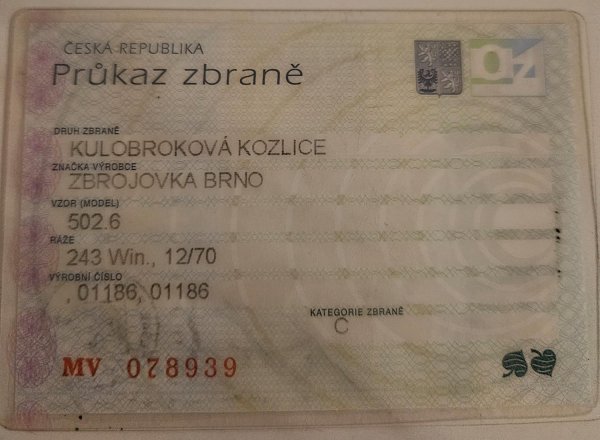 ČESKÁ REPUBLIKA
Průkaz zbraně
OZ
DRUH ZBRANĚ
KULOBROKOVÁ KOZLICE
ZNAČKA VÝROBCE
ZBROJOVKA BRNO
VZOR (MODEL)
502.6
RÁŽE
243 Win., 12/70
VÝROBNÍ ČÍSLO
, 01186, 01186
KATEGORIE ZBRANĚ
C
MV 078939